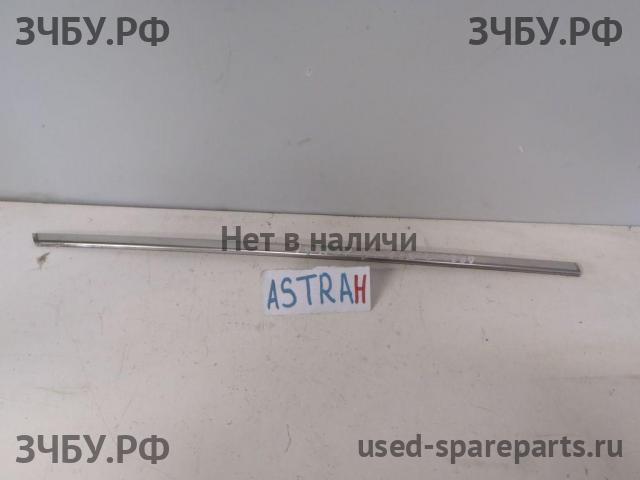 ЗЧБУ.РФ
ЗЧБУ.РФ
Нет в наличи
ASTRAH
ЗЧБУ.РФ
used-spareparts.ru